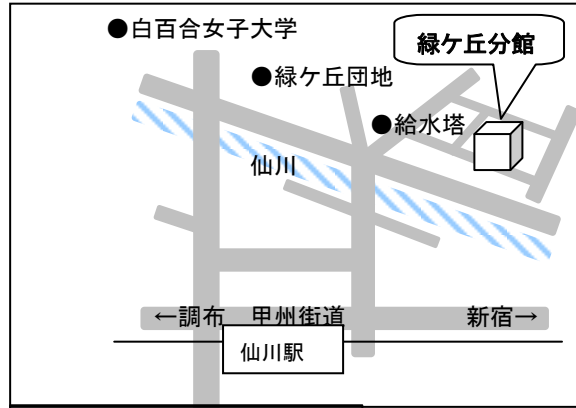 ●白百合女子大学
緑ケ丘分館
●緑ケ丘団地
●給水塔
仙川
←調布 甲州街道 新宿→
仙川駅